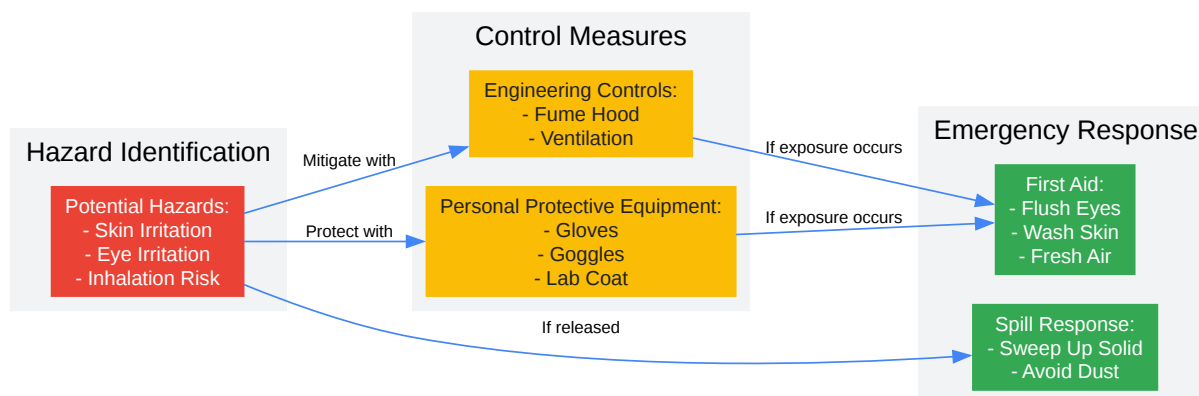 Hazard Identification
Potential Hazards:
- Skin Irritation
- Eye Irritation
- Inhalation Risk
Mitigate with
Protect with
If released
Control Measures
Engineering Controls:
- Fume Hood
- Ventilation
Personal Protective Equipment:
- Gloves
- Goggles
- Lab Coat
If exposure occurs
If exposure occurs
Emergency Response
First Aid:
- Flush Eyes
- Wash Skin
- Fresh Air
Spill Response:
- Sweep Up Solid
- Avoid Dust